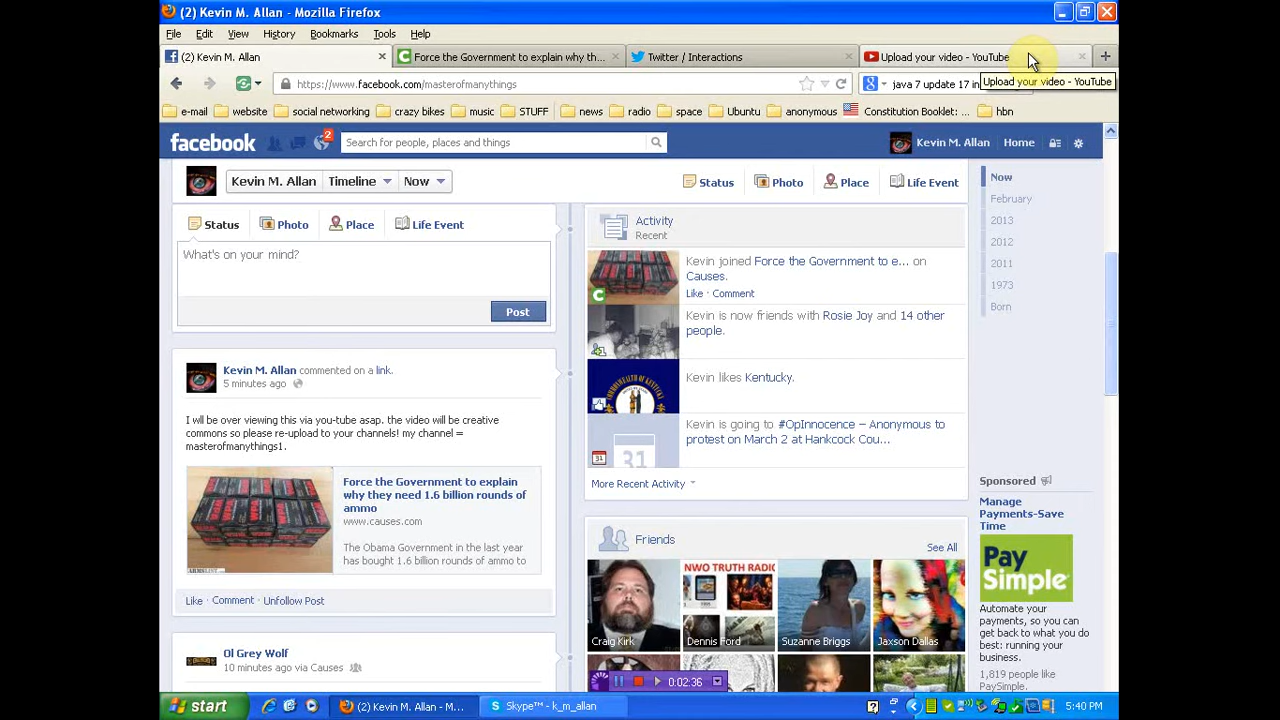 (2) Kevin M. Allan - Mozilla Firefox
File Edit View History Bookmarks Tools Help
Kevin M. Allan
Force the Government to explain why th...
Twitter / Interactions
Upload your video - YouTube
https://www.facebook.com/masterofmanythings
java 7 update 17 in
Upload your video - YouTube
e-mail website social networking crazy bikes music STUFF news radio space Ubuntu anonymous Constitution Booklet: ... hbn
facebook
2
Search for people, places and things
Kevin M. Allan Home
Kevin M. Allan Timeline Now
Status Photo Place Life Event
Now
February
2013
2012
2011
1973
Born
Status Photo Place Life Event
What's on your mind?
Post
Kevin M. Allan commented on a link.
5 minutes ago
I will be over viewing this via you-tube asap. the video will be creative
commons so please re-upload to your channels! my channel =
masterofmanythings1.
Force the Government to explain
why they need 1.6 billion rounds of
ammo
www.causes.com
The Obama Government in the last year
has bought 1.6 billion rounds of ammo to
Like · Comment · Unfollow Post
Ol Grey Wolf
10 minutes ago via Causes
Activity
Recent
Kevin joined Force the Government to e... on
Causes.
Like · Comment
Kevin is now friends with Rosie Joy and 14 other
people.
Kevin likes Kentucky.
Kevin is going to #OpInnocence – Anonymous to
protest on March 2 at Hankcock Cou...
31
31
More Recent Activity
Friends
See All
NWO TRUTH RADIO
Craig Kirk
Dennis Ford
Suzanne Briggs
Jaxson Dallas
Sponsored
Manage
Payments-Save
Time
Pay
Simple
Automate your
payments, so you can
get back to what you do
best: running your
business.
1,819 people like
PaySimple.
0:02:36
start
(2) Kevin M. Allan - M...
Skype™ - k_m_allan
5:40 PM